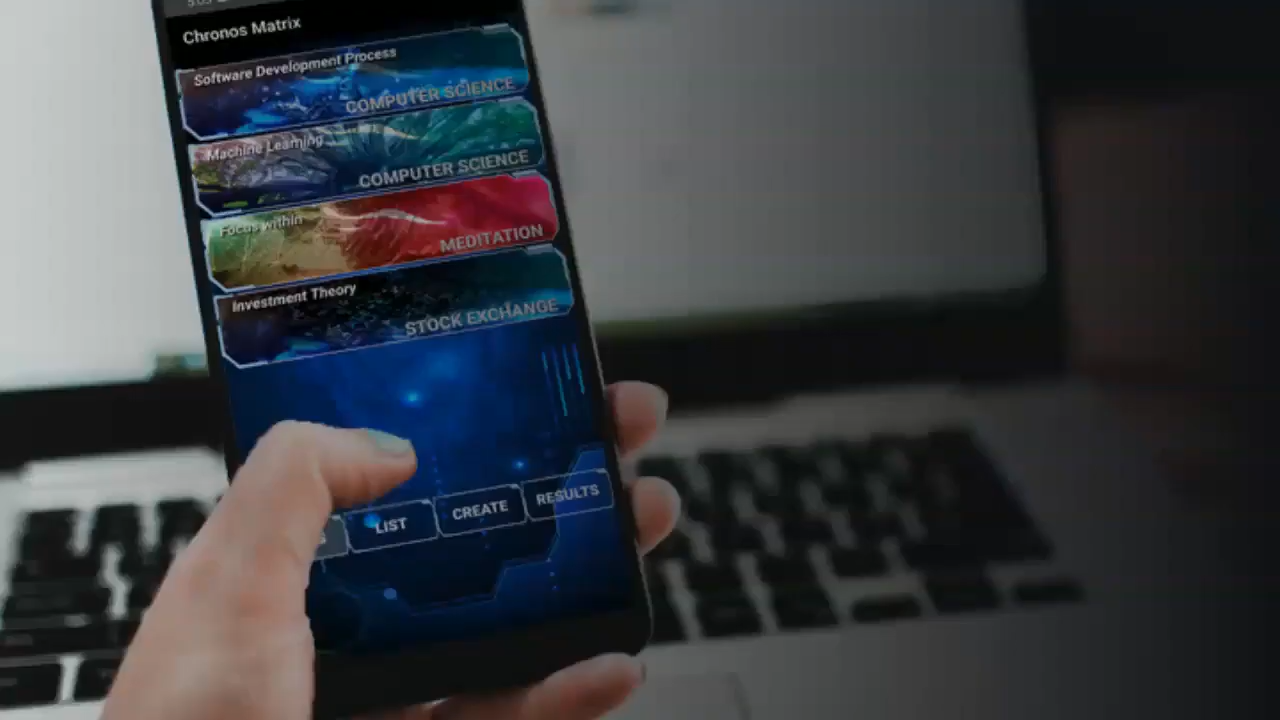 Chronos Matrix
Software Development Process
COMPUTER SCIENCE
Machine Learning
COMPUTER SCIENCE
Focus within
MEDITATION
Investment Theory
STOCK EXCHANGE
LIST
CREATE
RESULTS